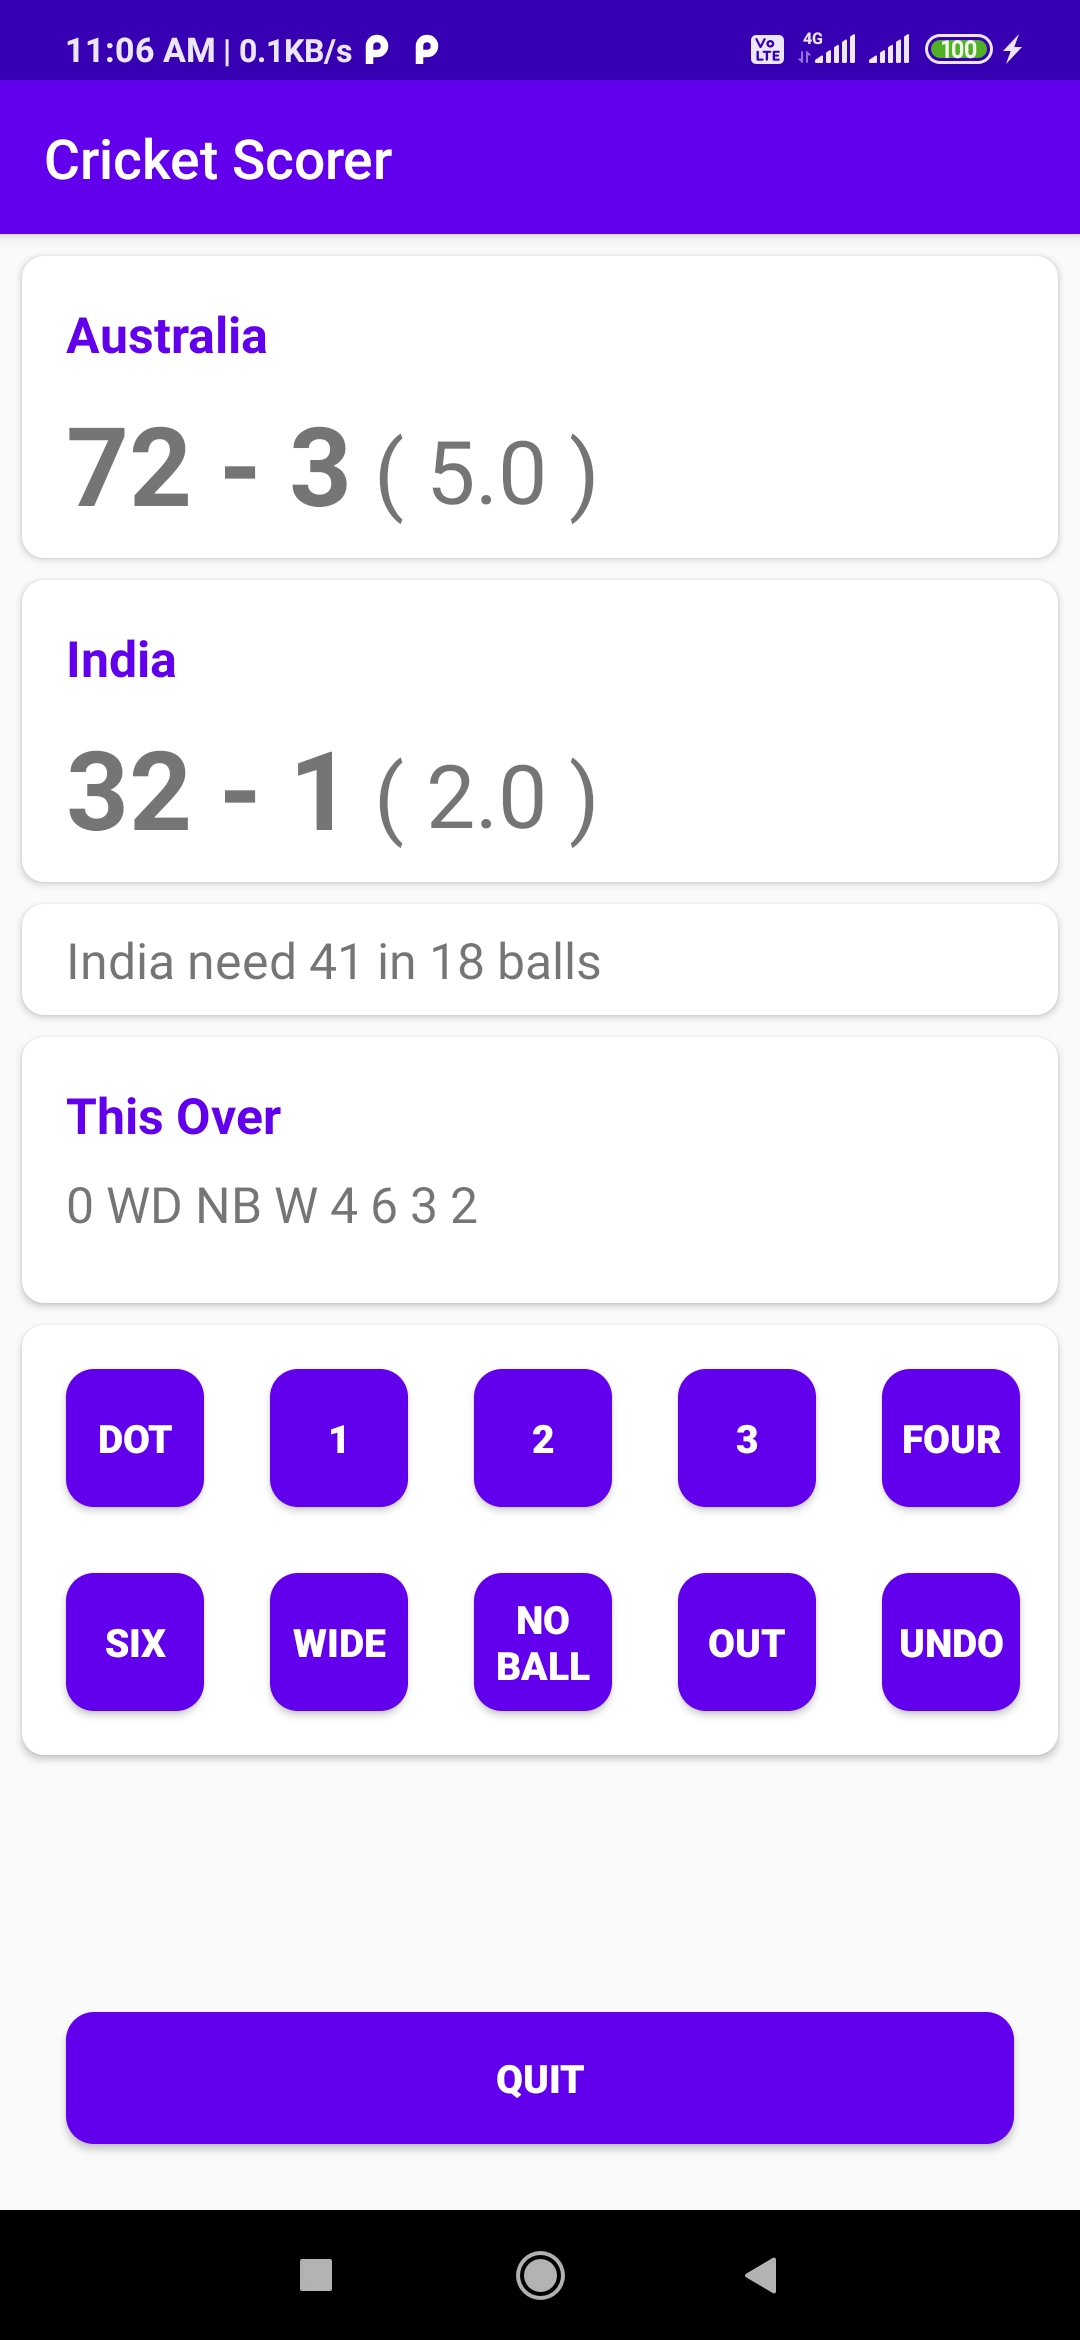 11:06 AM | 0.1KB/s
Vo LTE 4G 100
Cricket Scorer
Australia
72 - 3 ( 5.0 )
India
32 - 1 ( 2.0 )
India need 41 in 18 balls
This Over
0 WD NB W 4 6 3 2
DOT 1 2 3 FOUR
SIX WIDE NO BALL OUT UNDO
QUIT